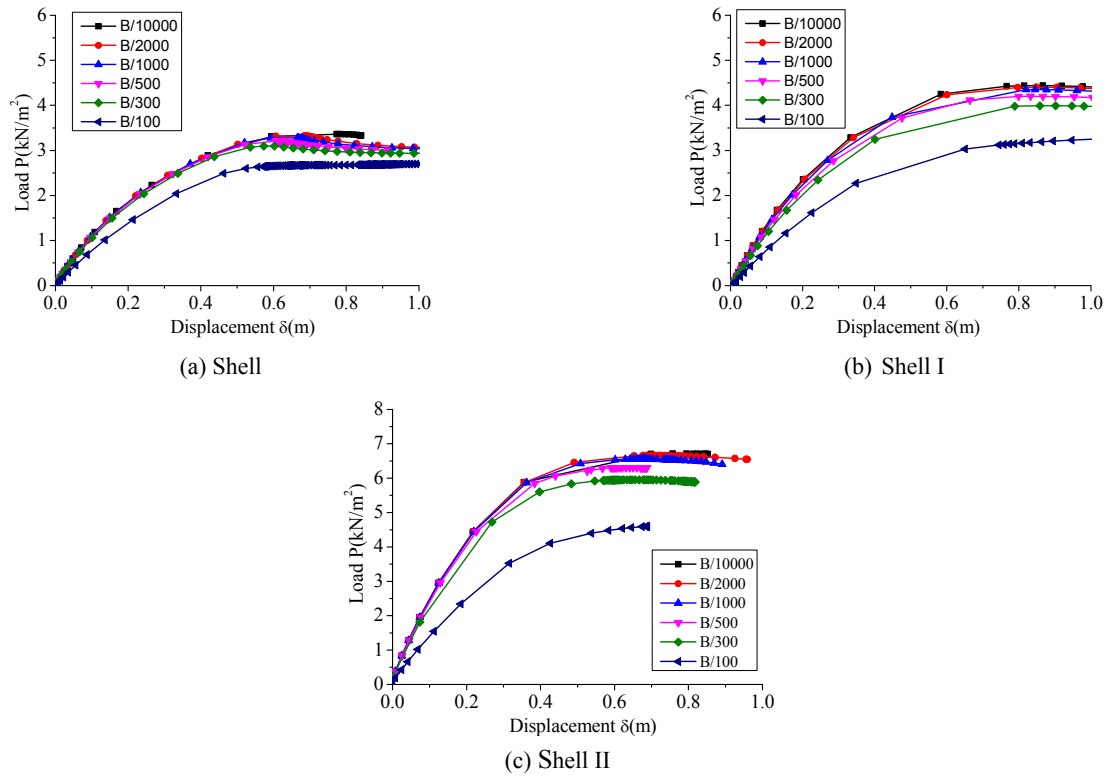 B/10000
B/2000
B/1000
B/500
B/300
B/100
Load P(kN/m²)
5
4
3
2
1
0
0.0 0.2 0.4 0.6 0.8 1.0
Displacement δ(m)
(a) Shell
B/10000
B/2000
B/1000
B/500
B/300
B/100
Load P(kN/m²)
6
5
4
3
2
1
0
0.0 0.2 0.4 0.6 0.8 1.0
Displacement δ(m)
(b) Shell I
Load P(kN/m²)
8
7
6
5
4
3
2
1
0
B/10000
B/2000
B/1000
B/500
B/300
B/100
0.0 0.2 0.4 0.6 0.8 1.0
Displacement δ(m)
(c) Shell II